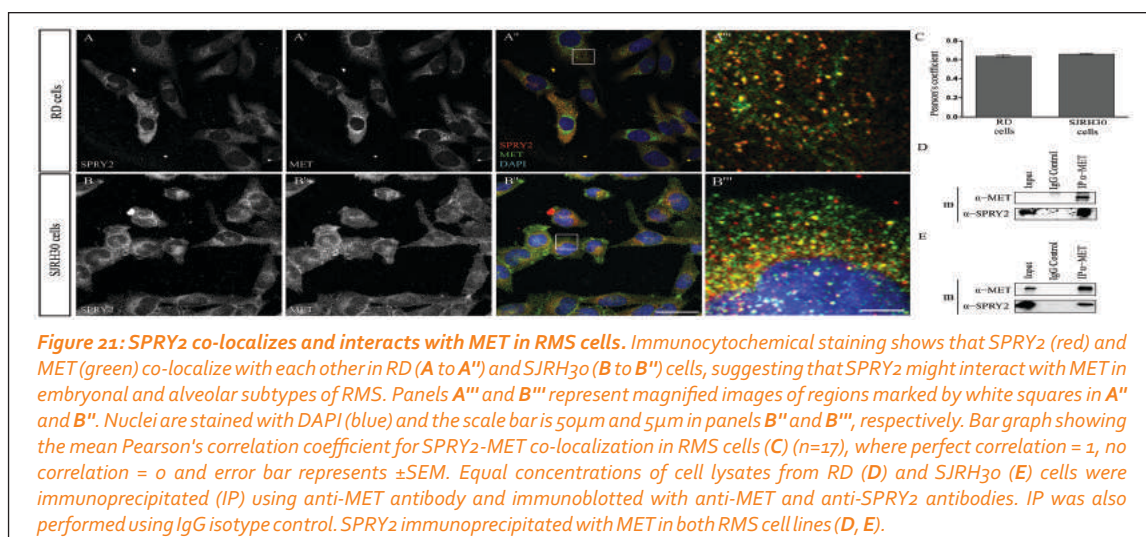 RD cells
A
SPRY2
A'
MET
A"
SPRY2
MET
DAPI
A'''
SJRH30 cells
B
SPRY2
B'
MET
B"
B'''
C
Pearson's coefficient
0.8
0.6
0.4
0.2
0.0
RD cells
SJRH30 cells
D
Input
IgG Control
IP α-MET
IB
α-MET
α-SPRY2
E
Input
IgG Control
IP α-MET
IB
α-MET
α-SPRY2
Figure 21: SPRY2 co-localizes and interacts with MET in RMS cells. Immunocytochemical staining shows that SPRY2 (red) and
MET (green) co-localize with each other in RD (A to A") and SJRH30 (B to B") cells, suggesting that SPRY2 might interact with MET in
embryonal and alveolar subtypes of RMS. Panels A''' and B''' represent magnified images of regions marked by white squares in A"
and B". Nuclei are stained with DAPI (blue) and the scale bar is 50µm and 5µm in panels B" and B''', respectively. Bar graph showing
the mean Pearson's correlation coefficient for SPRY2-MET co-localization in RMS cells (C) (n=17), where perfect correlation = 1, no
correlation = 0 and error bar represents ±SEM. Equal concentrations of cell lysates from RD (D) and SJRH30 (E) cells were
immunoprecipitated (IP) using anti-MET antibody and immunoblotted with anti-MET and anti-SPRY2 antibodies. IP was also
performed using IgG isotype control. SPRY2 immunoprecipitated with MET in both RMS cell lines (D, E).